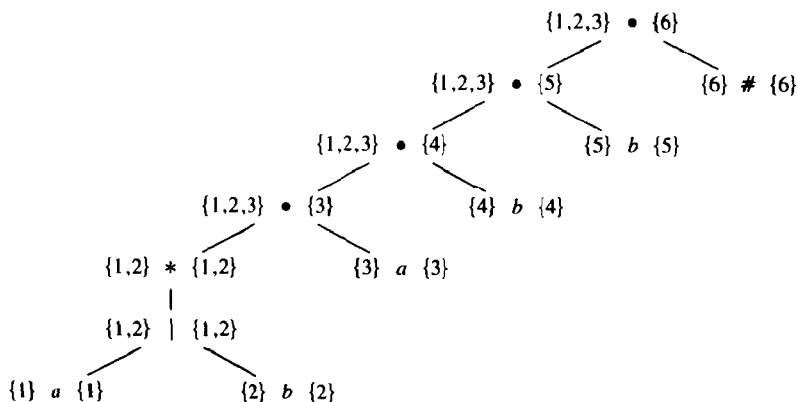 {1,2,3} • {6}
{1,2,3} • {5} {6} # {6}
{1,2,3} • {4} {5} b {5}
{1,2,3} • {3} {4} b {4}
{1,2} * {1,2} {3} a {3}
{1,2} | {1,2}
{1} a {1} {2} b {2}